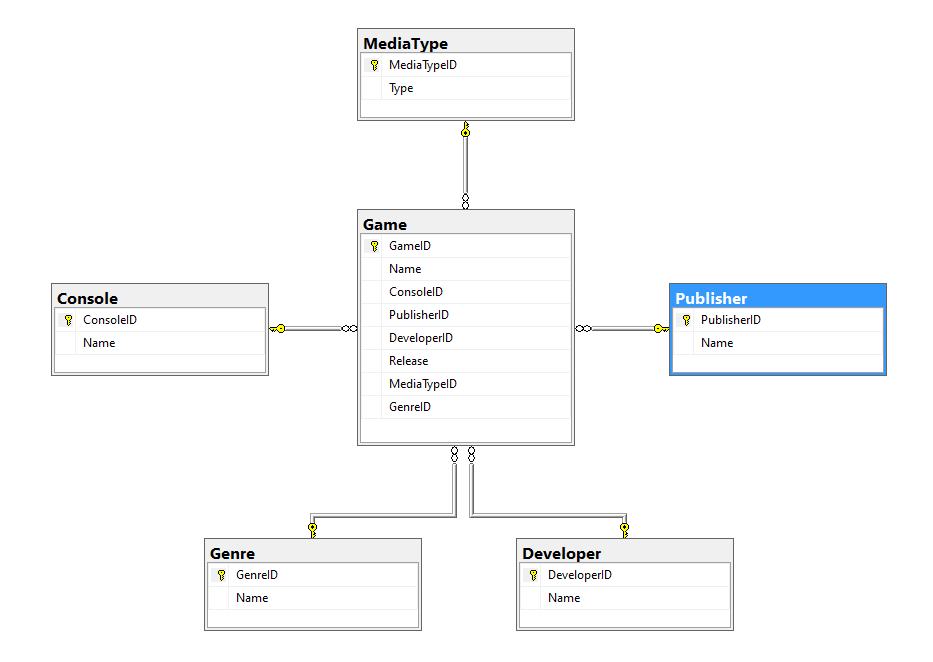 MediaType
MediaTypeID
Type
Game
GameID
Name
ConsoleID
PublisherID
DeveloperID
Release
MediaTypeID
GenreID
Console
ConsoleID
Name
Publisher
PublisherID
Name
Genre
GenreID
Name
Developer
DeveloperID
Name